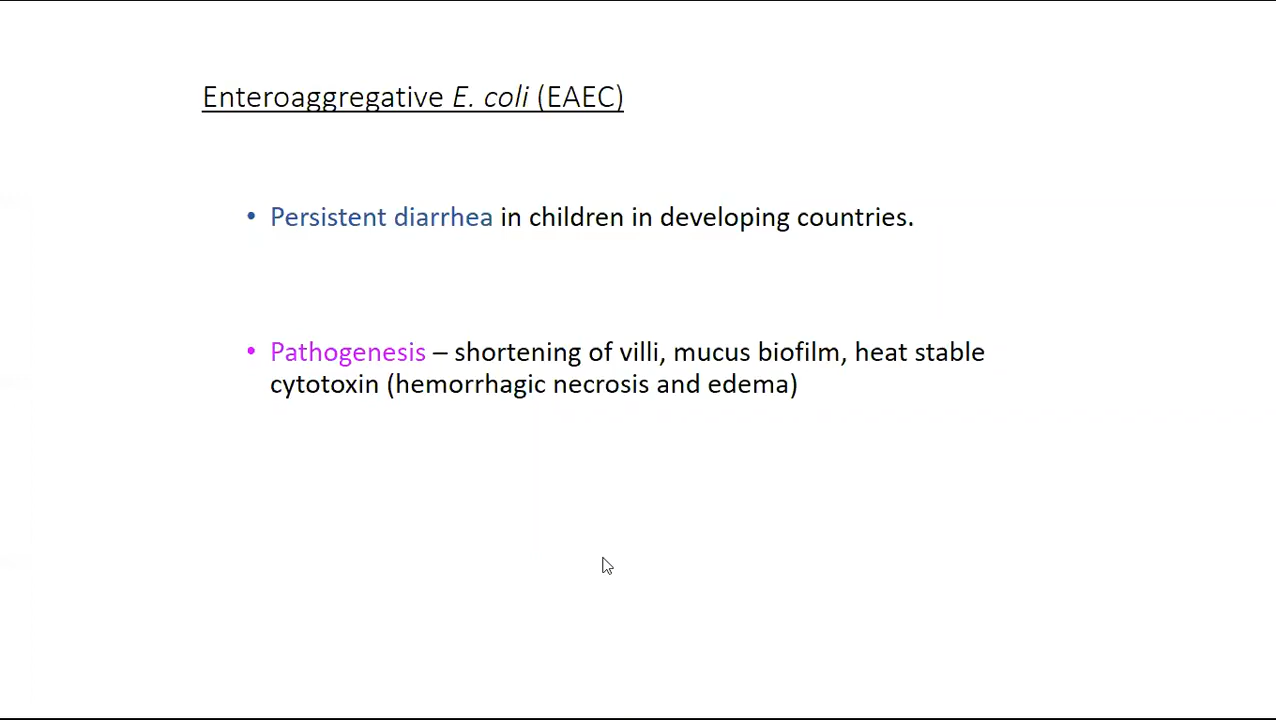 Enteroaggregative E. coli (EAEC)
• Persistent diarrhea in children in developing countries.
• Pathogenesis – shortening of villi, mucus biofilm, heat stable
cytotoxin (hemorrhagic necrosis and edema)